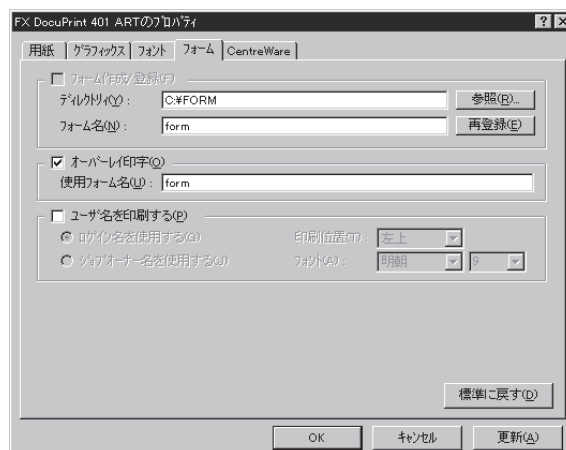 FX DocuPrint 401 ARTのﾌﾟﾛﾊﾟﾃｨ
用紙 ｸﾞﾗﾌｨｯｸｽ ﾌｫﾝﾄ ﾌｫｰﾑ CentreWare
ﾌｫｰﾑ作成/登録(F)
ﾃﾞｨﾚｸﾄﾘｨ(Y): C:¥FORM 参照(R)...
ﾌｫｰﾑ名(N): form 再登録(E)
ｵｰﾊﾞｰﾚｲ印字(O)
使用ﾌｫｰﾑ名(U): form
ﾕｰｻﾞ名を印刷する(P)
ﾛｸﾞｲﾝ名を使用する(G) 印刷位置(T): 左上
ｼﾞｮﾌﾞｵｰﾅｰ名を使用する(J) ﾌｫﾝﾄ(A): 明朝 9
標準に戻す(D)
OK ｷｬﾝｾﾙ 更新(A)